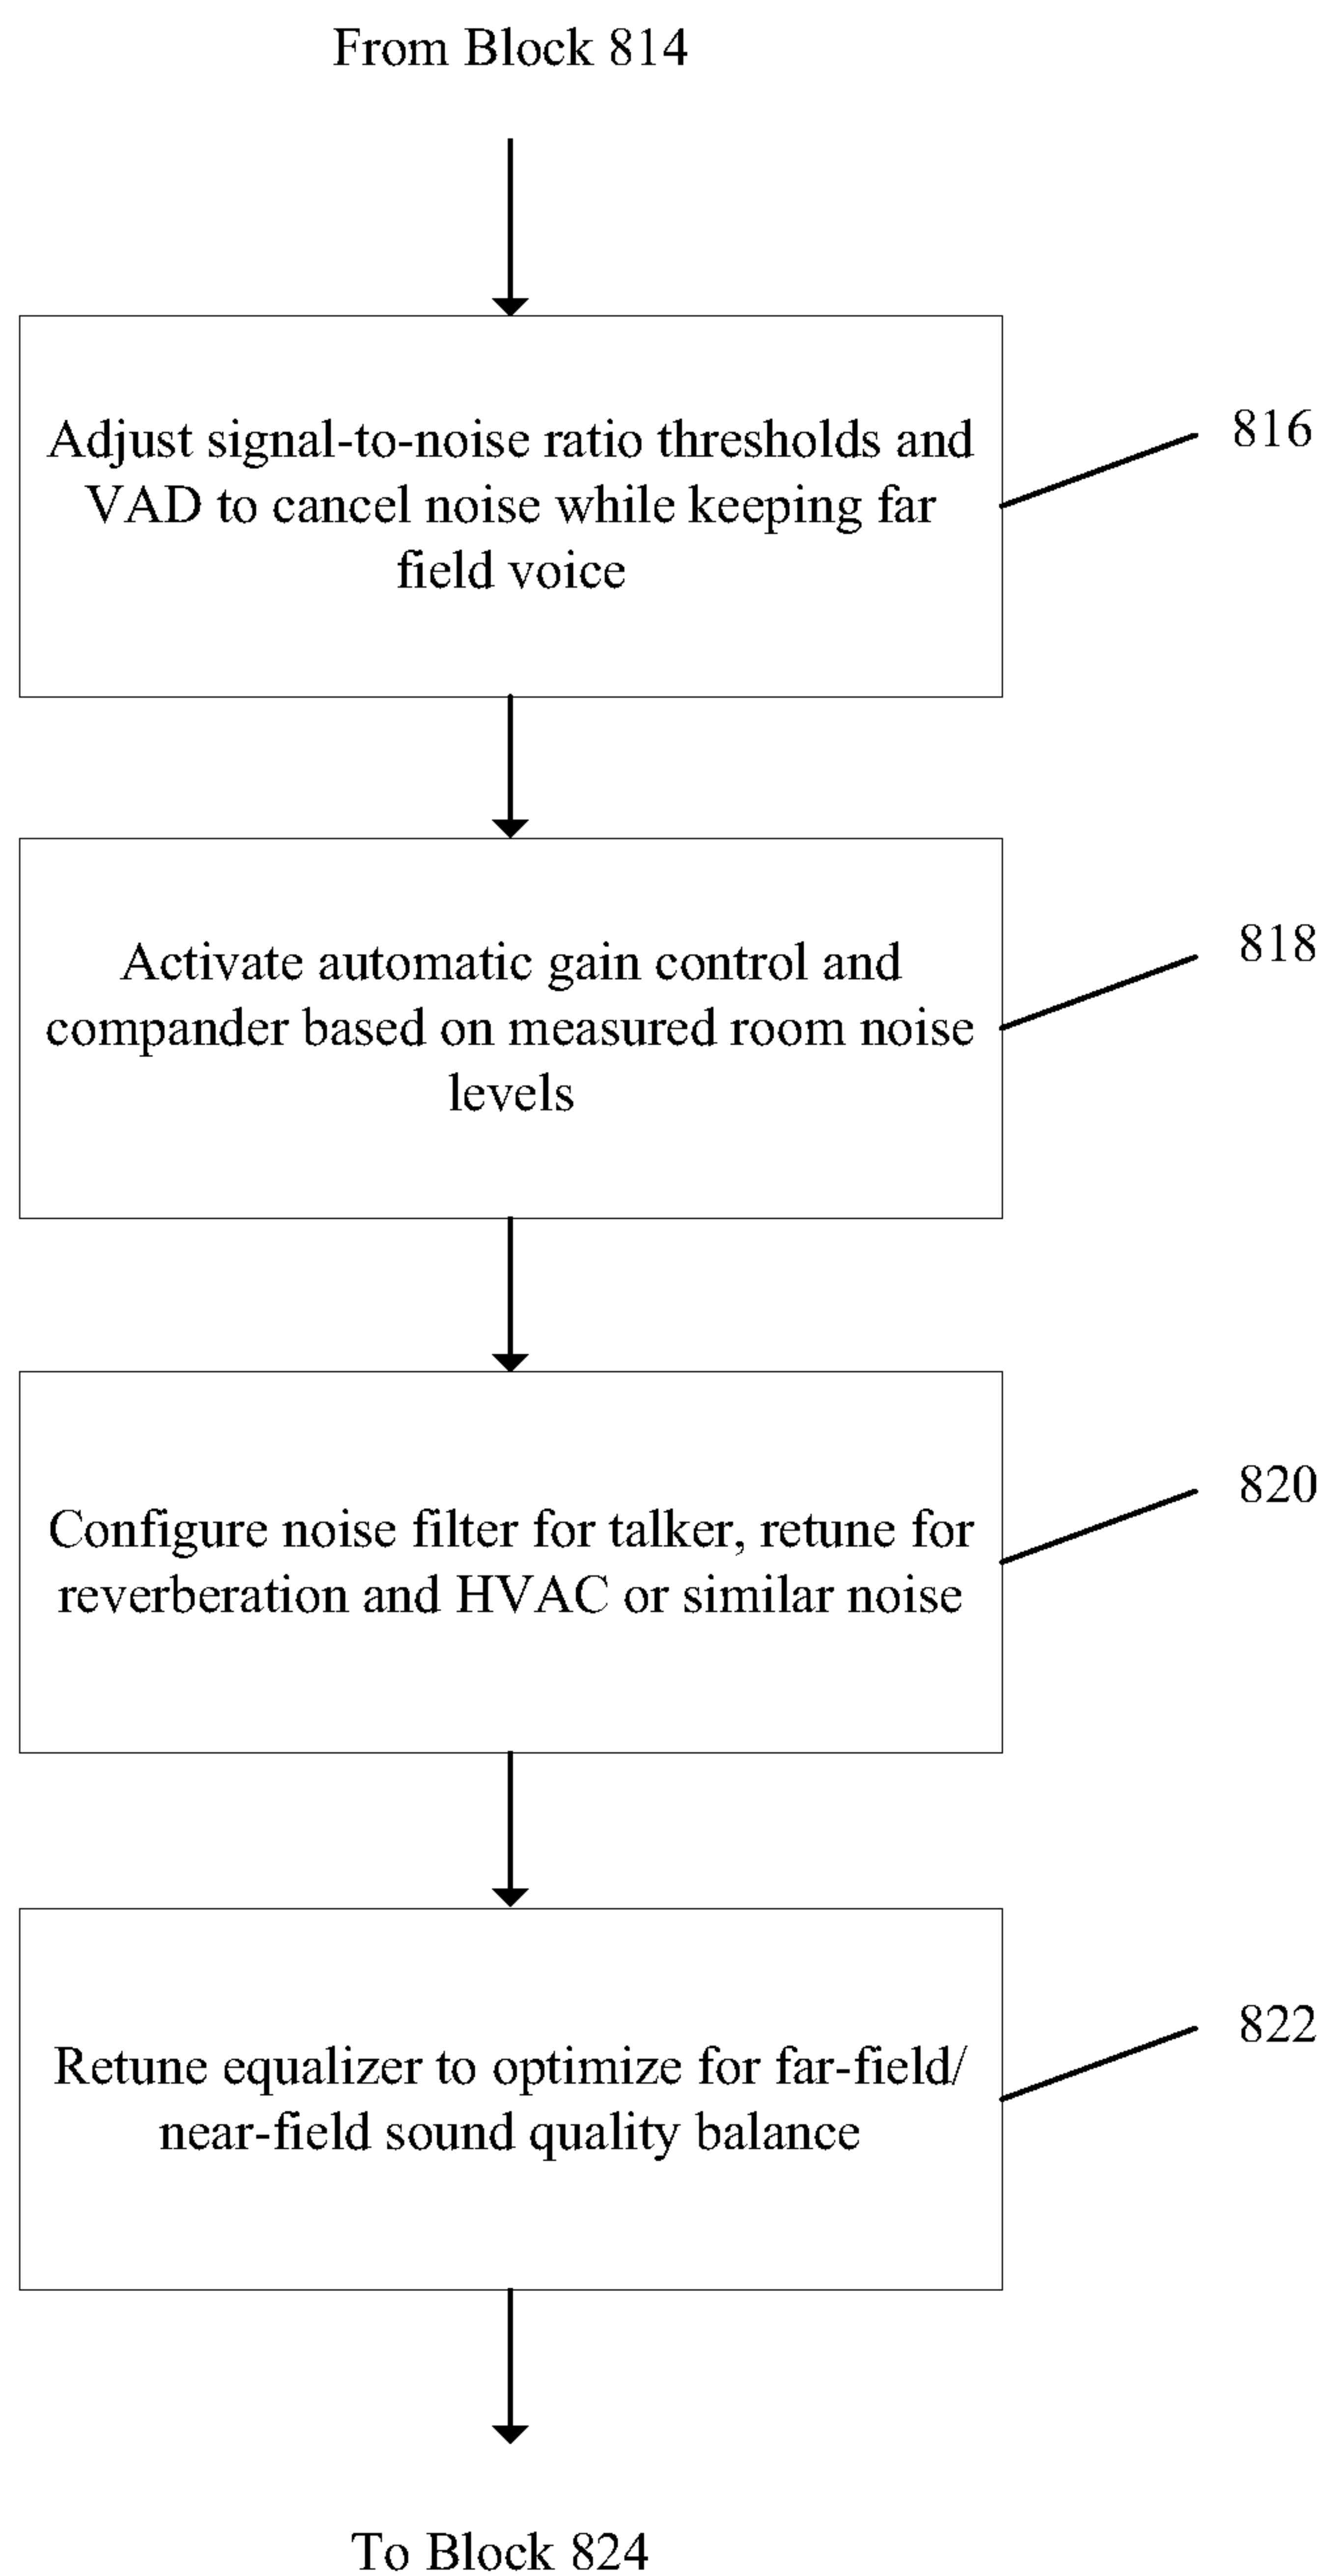 From Block 814
Adjust signal-to-noise ratio thresholds and
VAD to cancel noise while keeping far
field voice
816
Activate automatic gain control and
compander based on measured room noise
levels
818
Configure noise filter for talker, retune for
reverberation and HVAC or similar noise
820
Retune equalizer to optimize for far-field/
near-field sound quality balance
822
To Block 824